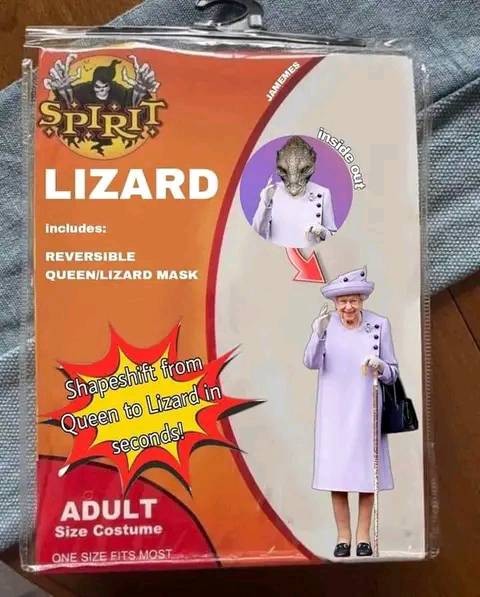 SPIRIT
JAMEMES
LIZARD
includes:
REVERSIBLE
QUEEN/LIZARD MASK
inside out
Shapeshift from
Queen to Lizard in
seconds!
ADULT
Size Costume
ONE SIZE FITS MOST